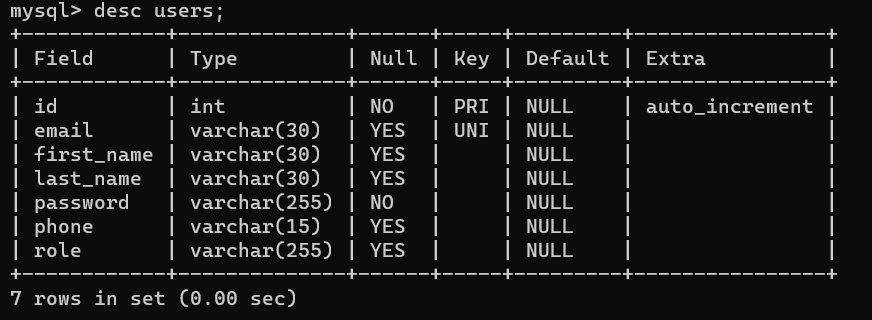 mysql> desc users;
+------------+--------------+------+-----+---------+----------------+
| Field      | Type         | Null | Key | Default | Extra          |
+------------+--------------+------+-----+---------+----------------+
| id         | int          | NO   | PRI | NULL    | auto_increment |
| email      | varchar(30)  | YES  | UNI | NULL    |                |
| first_name | varchar(30)  | YES  |     | NULL    |                |
| last_name  | varchar(30)  | YES  |     | NULL    |                |
| password   | varchar(255) | NO   |     | NULL    |                |
| phone      | varchar(15)  | YES  |     | NULL    |                |
| role       | varchar(255) | YES  |     | NULL    |                |
+------------+--------------+------+-----+---------+----------------+
7 rows in set (0.00 sec)